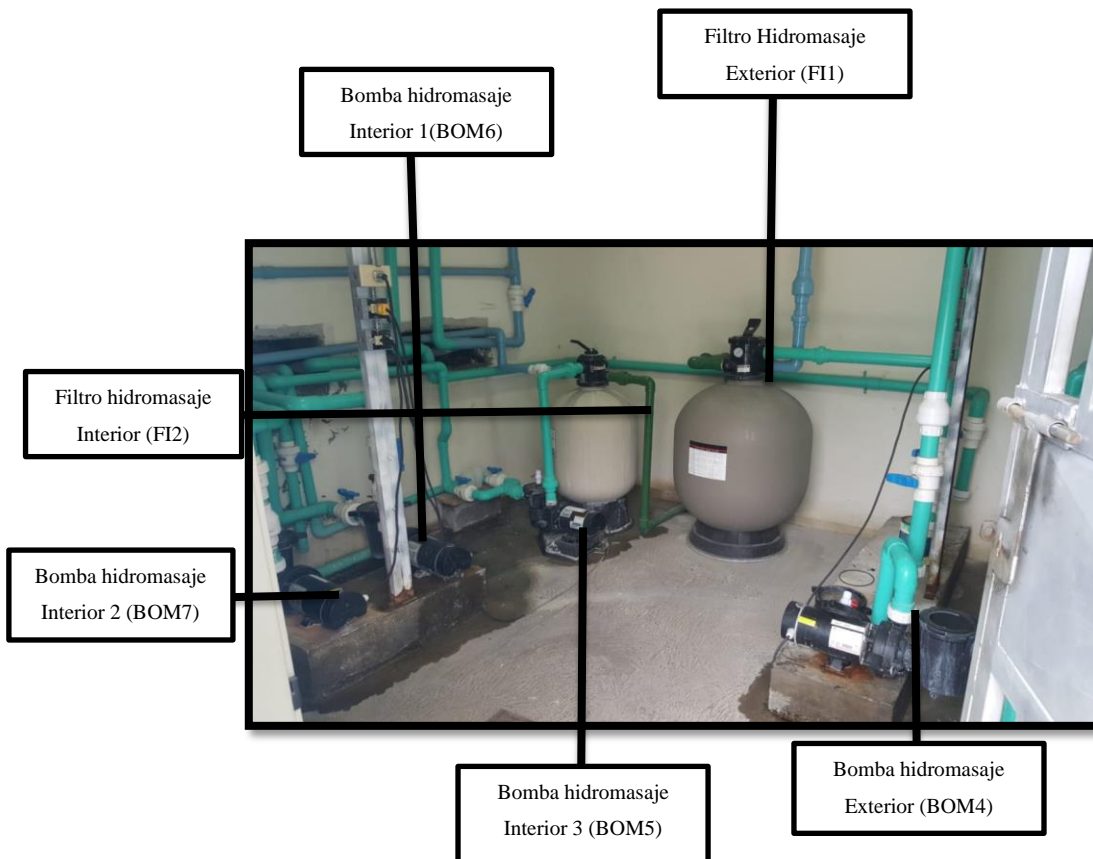 Filtro Hidromasaje
Exterior (FI1)
Bomba hidromasaje
Interior 1(BOM6)
Filtro hidromasaje
Interior (FI2)
Bomba hidromasaje
Interior 2 (BOM7)
Bomba hidromasaje
Interior 3 (BOM5)
Bomba hidromasaje
Exterior (BOM4)